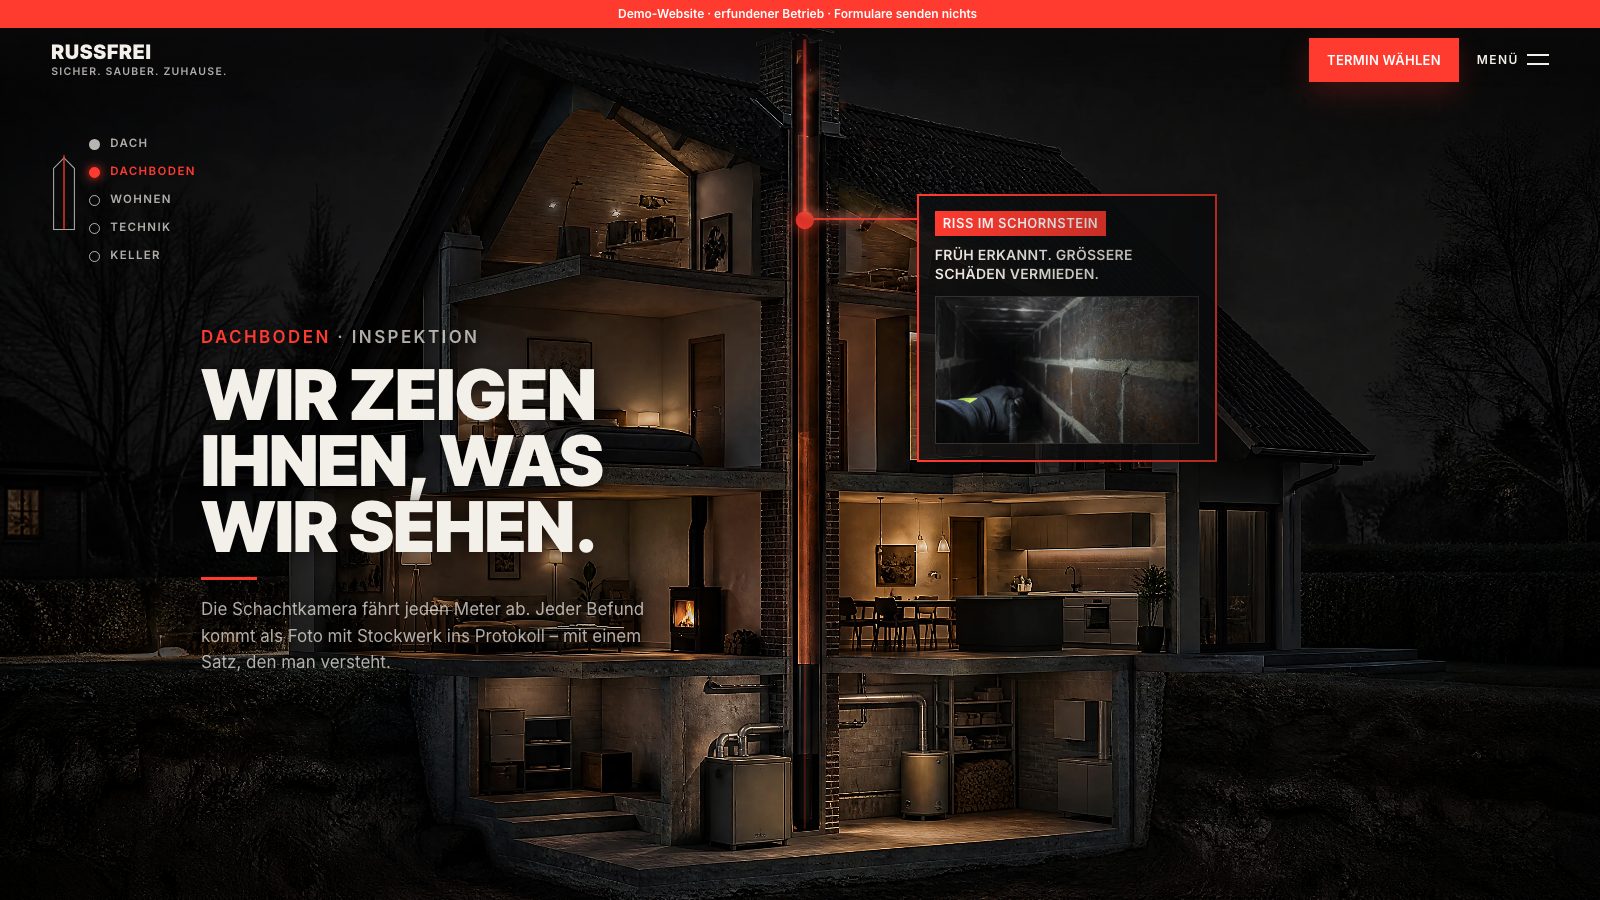 Demo-Website · erfundener Betrieb · Formulare senden nichts
RUSSFREI
SICHER. SAUBER. ZUHAUSE.
TERMIN WÄHLEN
MENÜ
DACH
DACHBODEN
WOHNEN
TECHNIK
KELLER
RISS IM SCHORNSTEIN
FRÜH ERKANNT. GRÖSSERE
SCHÄDEN VERMIEDEN.
DACHBODEN · INSPEKTION
WIR ZEIGEN
IHNEN, WAS
WIR SEHEN.
Die Schachtkamera fährt jeden Meter ab. Jeder Befund
kommt als Foto mit Stockwerk ins Protokoll – mit einem
Satz, den man versteht.